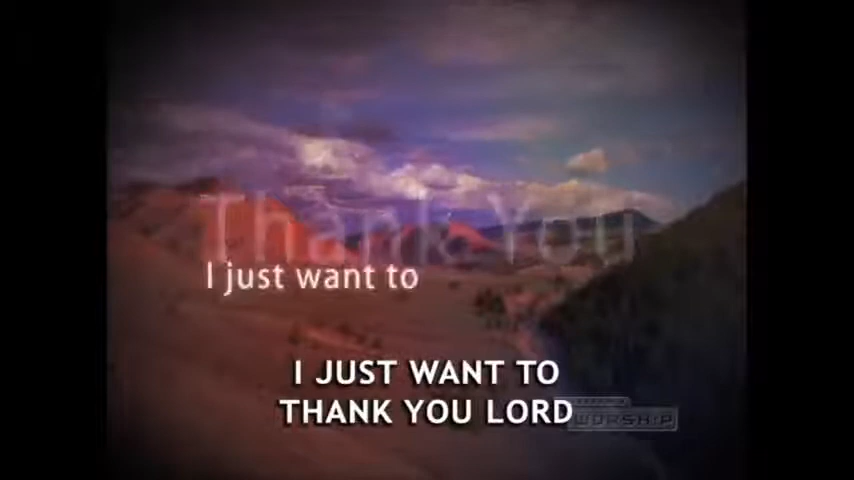 Thank You
I just want to
I JUST WANT TO
THANK YOU LORD
WORSHIP